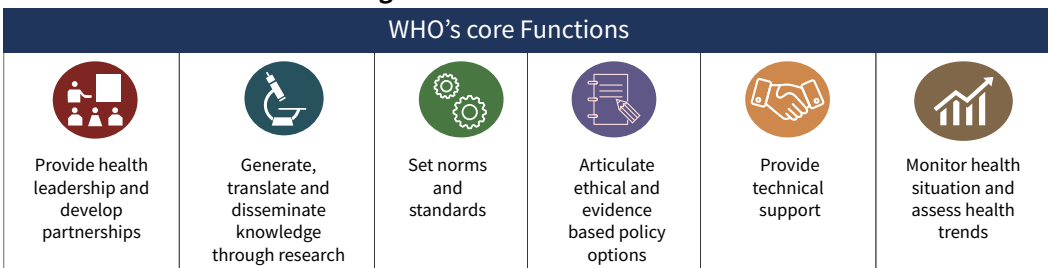 WHO's core Functions
Provide health
leadership and
develop
partnerships
Generate,
translate and
disseminate
knowledge
through research
Set norms
and
standards
Articulate
ethical and
evidence
based policy
options
Provide
technical
support
Monitor health
situation and
assess health
trends